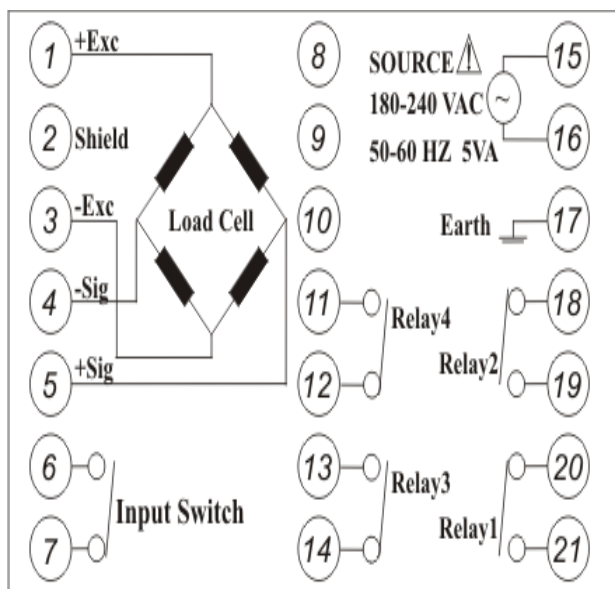 1 +Exc
2 Shield
3 -Exc
4 -Sig
5 +Sig
Load Cell
6
7
Input Switch
8
9
10
11
12
Relay4
13
14
Relay3
SOURCE
180-240 VAC
50-60 HZ 5VA
15
16
Earth 17
18
19
Relay2
20
21
Relay1